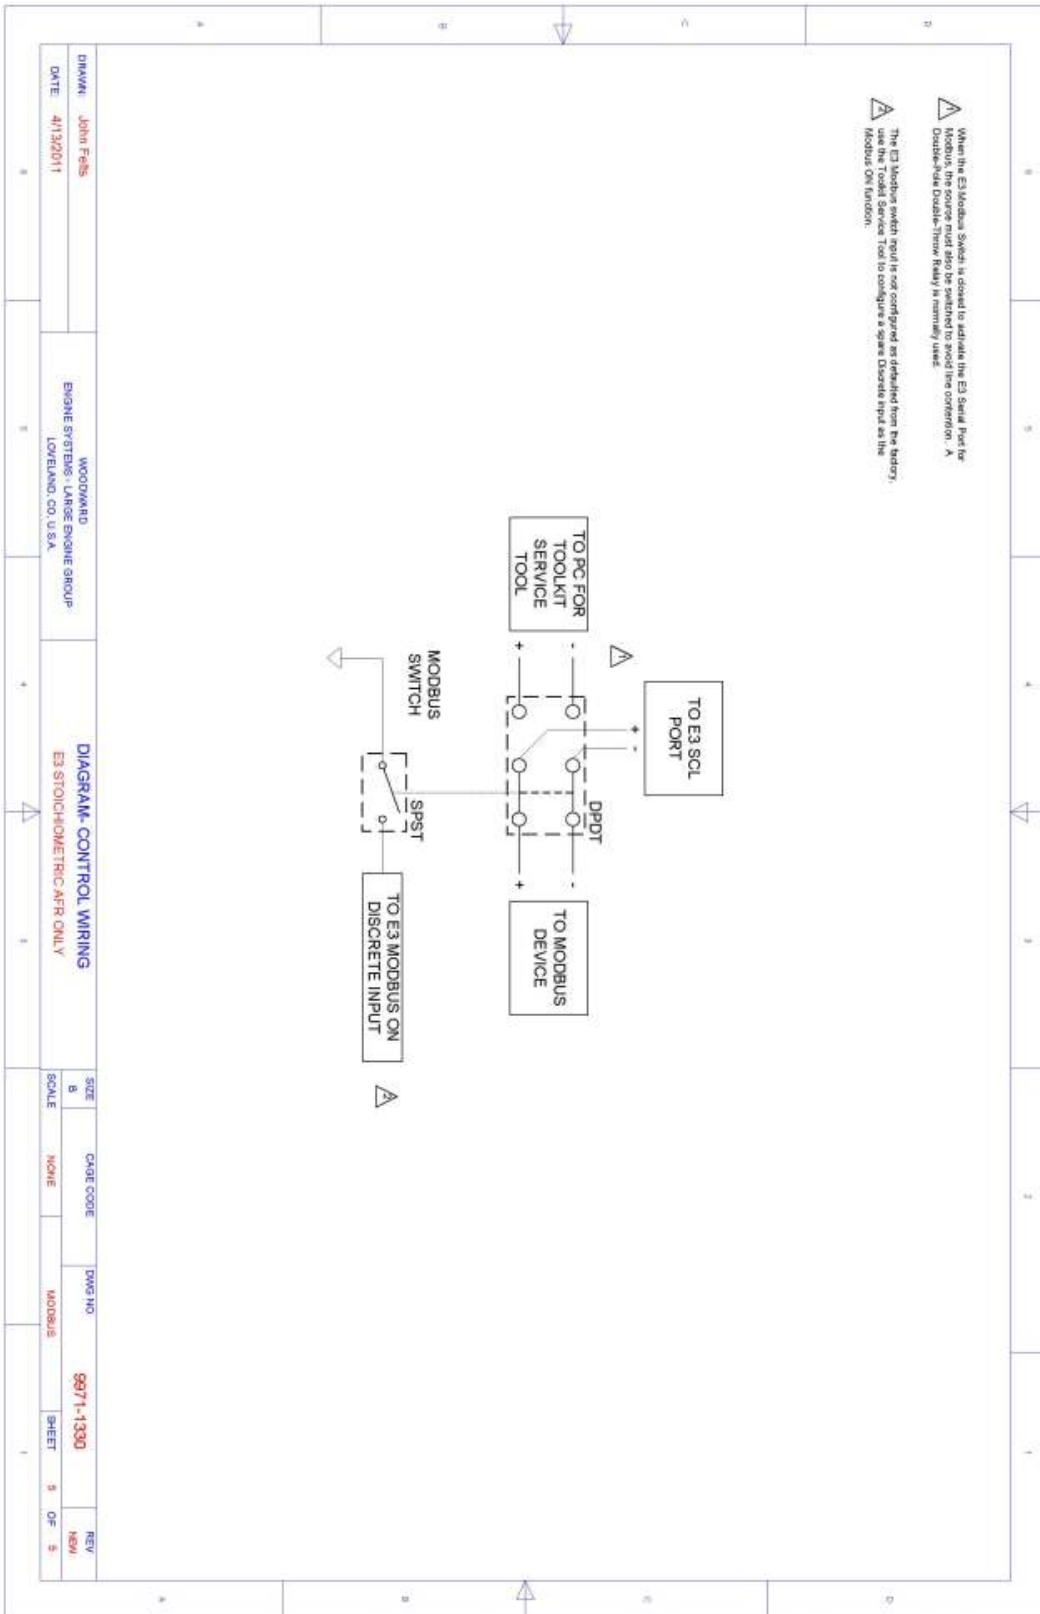 When the E3 Modbus Switch is closed to activate the E3 Serial Port for
Modbus, the source must also be switched to avoid line contention. A
Double-Pole Double-Throw Relay is normally used.
The E3 Modbus switch input is not configured as defaulted from the factory,
use the Toolkit Service Tool to configure a spare Discrete input as the
Modbus ON function.
TO E3 SCL
PORT
+
-
1
TO PC FOR
TOOLKIT
SERVICE
TOOL
-
+
DPDT
-
+
TO MODBUS
DEVICE
MODBUS
SWITCH
SPST
TO E3 MODBUS ON
DISCRETE INPUT
2
DRAWN: John Felts
DATE: 4/13/2011
WOODWARD
ENGINE SYSTEMS - LARGE ENGINE GROUP
LOVELAND, CO, U.S.A.
DIAGRAM- CONTROL WIRING
E3 STOICHIOMETRIC AFR ONLY
SIZE
B
CAGE CODE
DWG NO
9971-1330
REV
NEW
SCALE
NONE
MODBUS
SHEET 5 OF 5